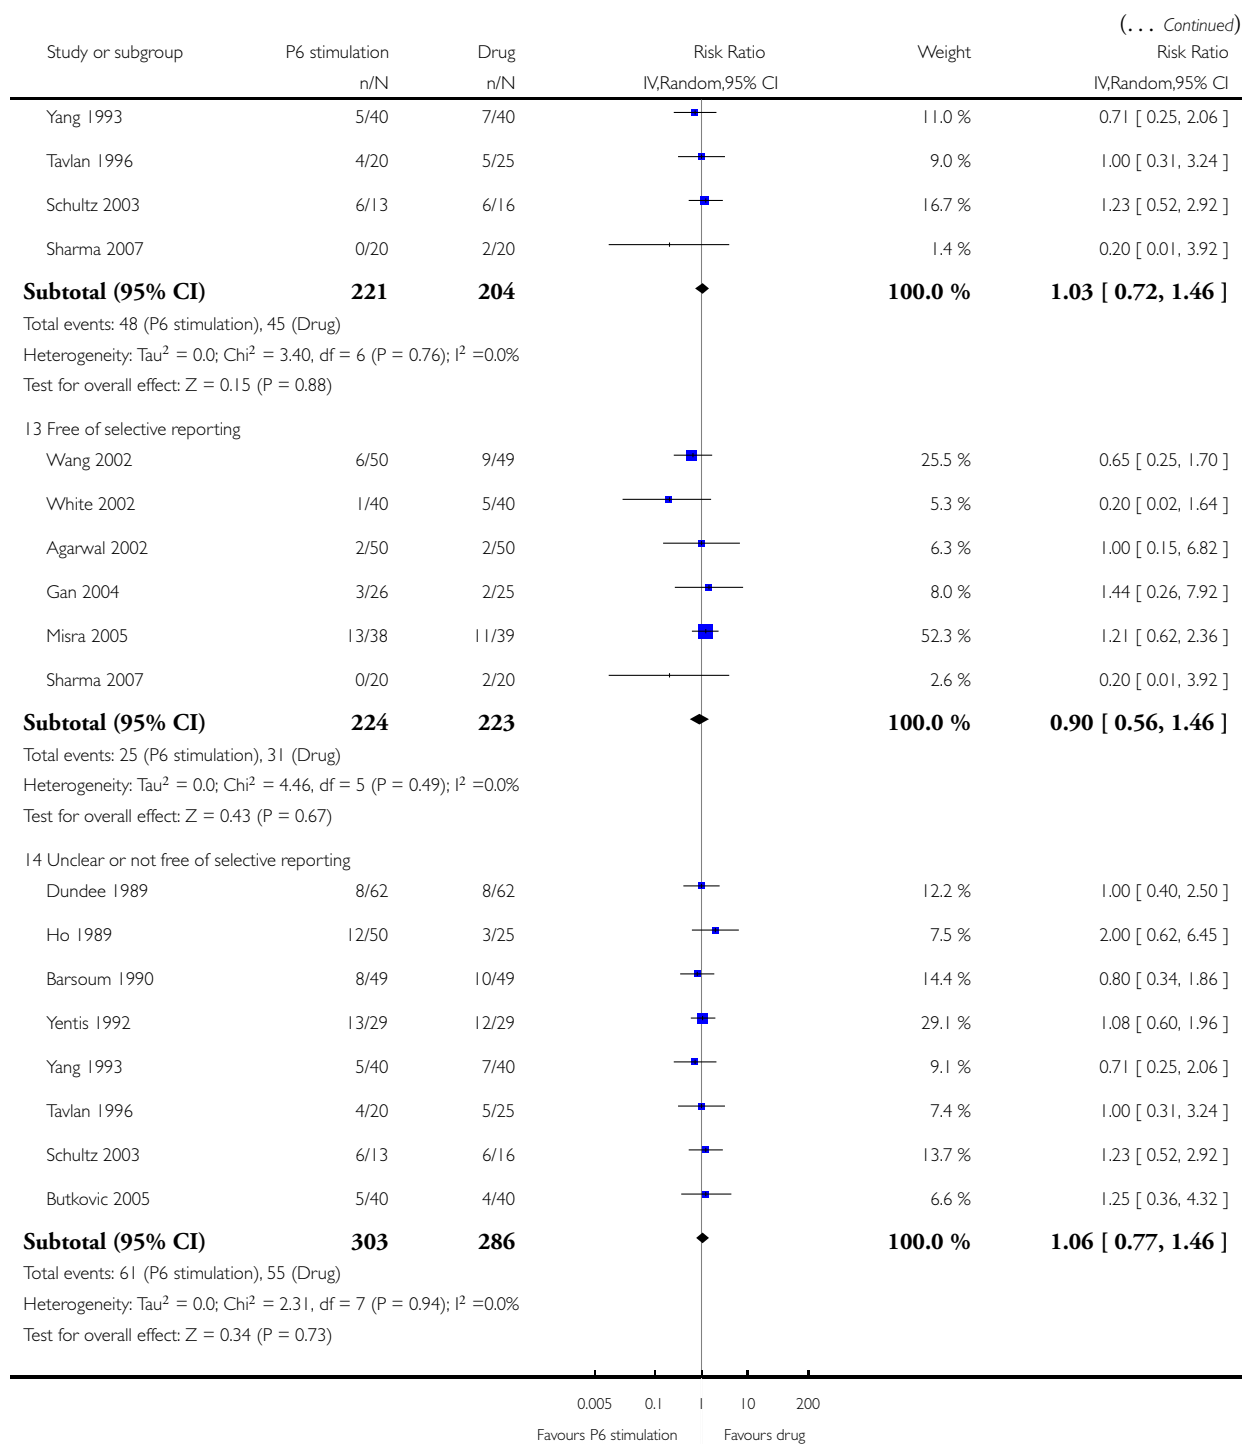 (... Continued)
Study or subgroup P6 stimulation Drug Risk Ratio Weight Risk Ratio
n/N n/N IV,Random,95% CI IV,Random,95% CI
Yang 1993 5/40 7/40 11.0 % 0.71 [ 0.25, 2.06 ]
Tavlan 1996 4/20 5/25 9.0 % 1.00 [ 0.31, 3.24 ]
Schultz 2003 6/13 6/16 16.7 % 1.23 [ 0.52, 2.92 ]
Sharma 2007 0/20 2/20 1.4 % 0.20 [ 0.01, 3.92 ]
Subtotal (95% CI) 221 204 100.0 % 1.03 [ 0.72, 1.46 ]
Total events: 48 (P6 stimulation), 45 (Drug)
Heterogeneity: Tau² = 0.0; Chi² = 3.40, df = 6 (P = 0.76); I² =0.0%
Test for overall effect: Z = 0.15 (P = 0.88)
13 Free of selective reporting
Wang 2002 6/50 9/49 25.5 % 0.65 [ 0.25, 1.70 ]
White 2002 1/40 5/40 5.3 % 0.20 [ 0.02, 1.64 ]
Agarwal 2002 2/50 2/50 6.3 % 1.00 [ 0.15, 6.82 ]
Gan 2004 3/26 2/25 8.0 % 1.44 [ 0.26, 7.92 ]
Misra 2005 13/38 11/39 52.3 % 1.21 [ 0.62, 2.36 ]
Sharma 2007 0/20 2/20 2.6 % 0.20 [ 0.01, 3.92 ]
Subtotal (95% CI) 224 223 100.0 % 0.90 [ 0.56, 1.46 ]
Total events: 25 (P6 stimulation), 31 (Drug)
Heterogeneity: Tau² = 0.0; Chi² = 4.46, df = 5 (P = 0.49); I² =0.0%
Test for overall effect: Z = 0.43 (P = 0.67)
14 Unclear or not free of selective reporting
Dundee 1989 8/62 8/62 12.2 % 1.00 [ 0.40, 2.50 ]
Ho 1989 12/50 3/25 7.5 % 2.00 [ 0.62, 6.45 ]
Barsoum 1990 8/49 10/49 14.4 % 0.80 [ 0.34, 1.86 ]
Yentis 1992 13/29 12/29 29.1 % 1.08 [ 0.60, 1.96 ]
Yang 1993 5/40 7/40 9.1 % 0.71 [ 0.25, 2.06 ]
Tavlan 1996 4/20 5/25 7.4 % 1.00 [ 0.31, 3.24 ]
Schultz 2003 6/13 6/16 13.7 % 1.23 [ 0.52, 2.92 ]
Butkovic 2005 5/40 4/40 6.6 % 1.25 [ 0.36, 4.32 ]
Subtotal (95% CI) 303 286 100.0 % 1.06 [ 0.77, 1.46 ]
Total events: 61 (P6 stimulation), 55 (Drug)
Heterogeneity: Tau² = 0.0; Chi² = 2.31, df = 7 (P = 0.94); I² =0.0%
Test for overall effect: Z = 0.34 (P = 0.73)
0.005 0.1 1 10 200
Favours P6 stimulation Favours drug